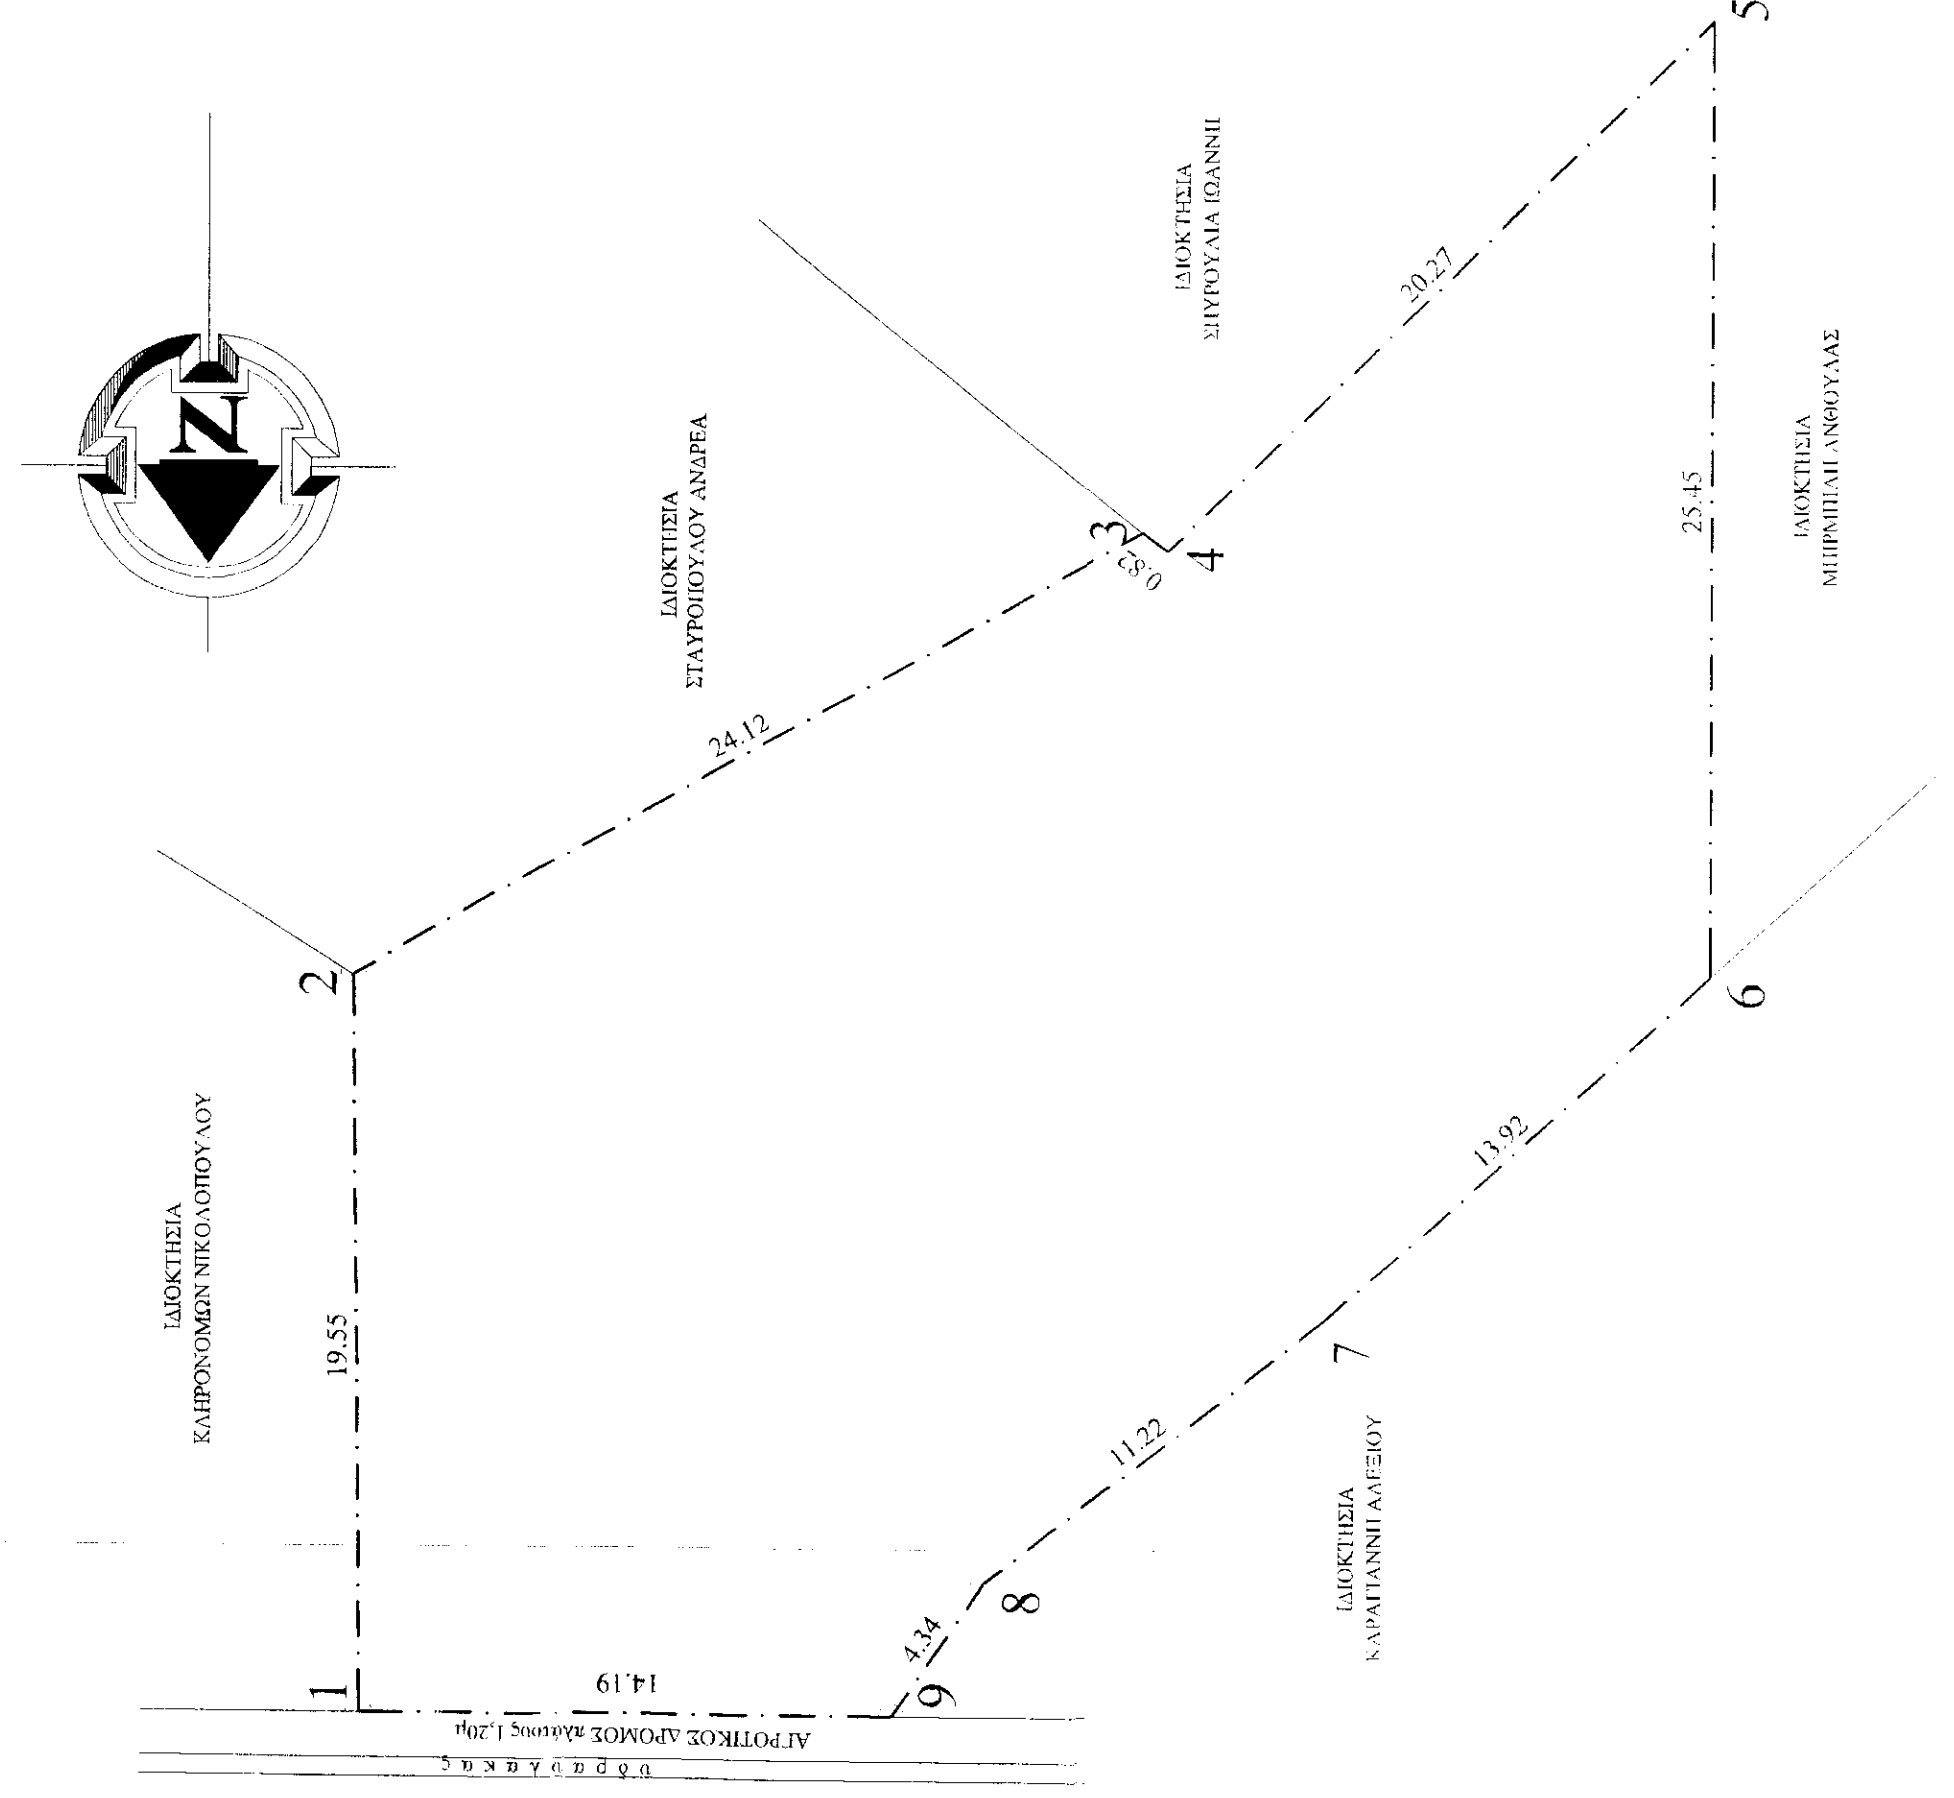 N
5
ΙΔΙΟΚΤΗΣΙΑ
ΣΠΥΡΟΥΛΙΑ ΙΩΑΝΝΗ
20.27
ΙΔΙΟΚΤΗΣΙΑ
ΣΤΑΥΡΟΠΟΥΛΟΥ ΑΝΔΡΕΑ
3
0.82
4
25.45
ΙΔΙΟΚΤΗΣΙΑ
ΜΠΙΡΜΠΙΛΗ ΑΝΘΟΥΛΑΣ
24.12
2
6
ΙΔΙΟΚΤΗΣΙΑ
ΚΛΗΡΟΝΟΜΩΝ ΝΙΚΟΛΟΠΟΥΛΟΥ
19.55
13.92
7
11.22
ΙΔΙΟΚΤΗΣΙΑ
ΚΑΡΑΓΙΑΝΝΗ ΑΛΕΞΙΟΥ
8
4.34
9
1
14.19
ΑΓΡΟΤΙΚΟΣ ΔΡΟΜΟΣ πλάτους 1,20μ
υδραυλακας